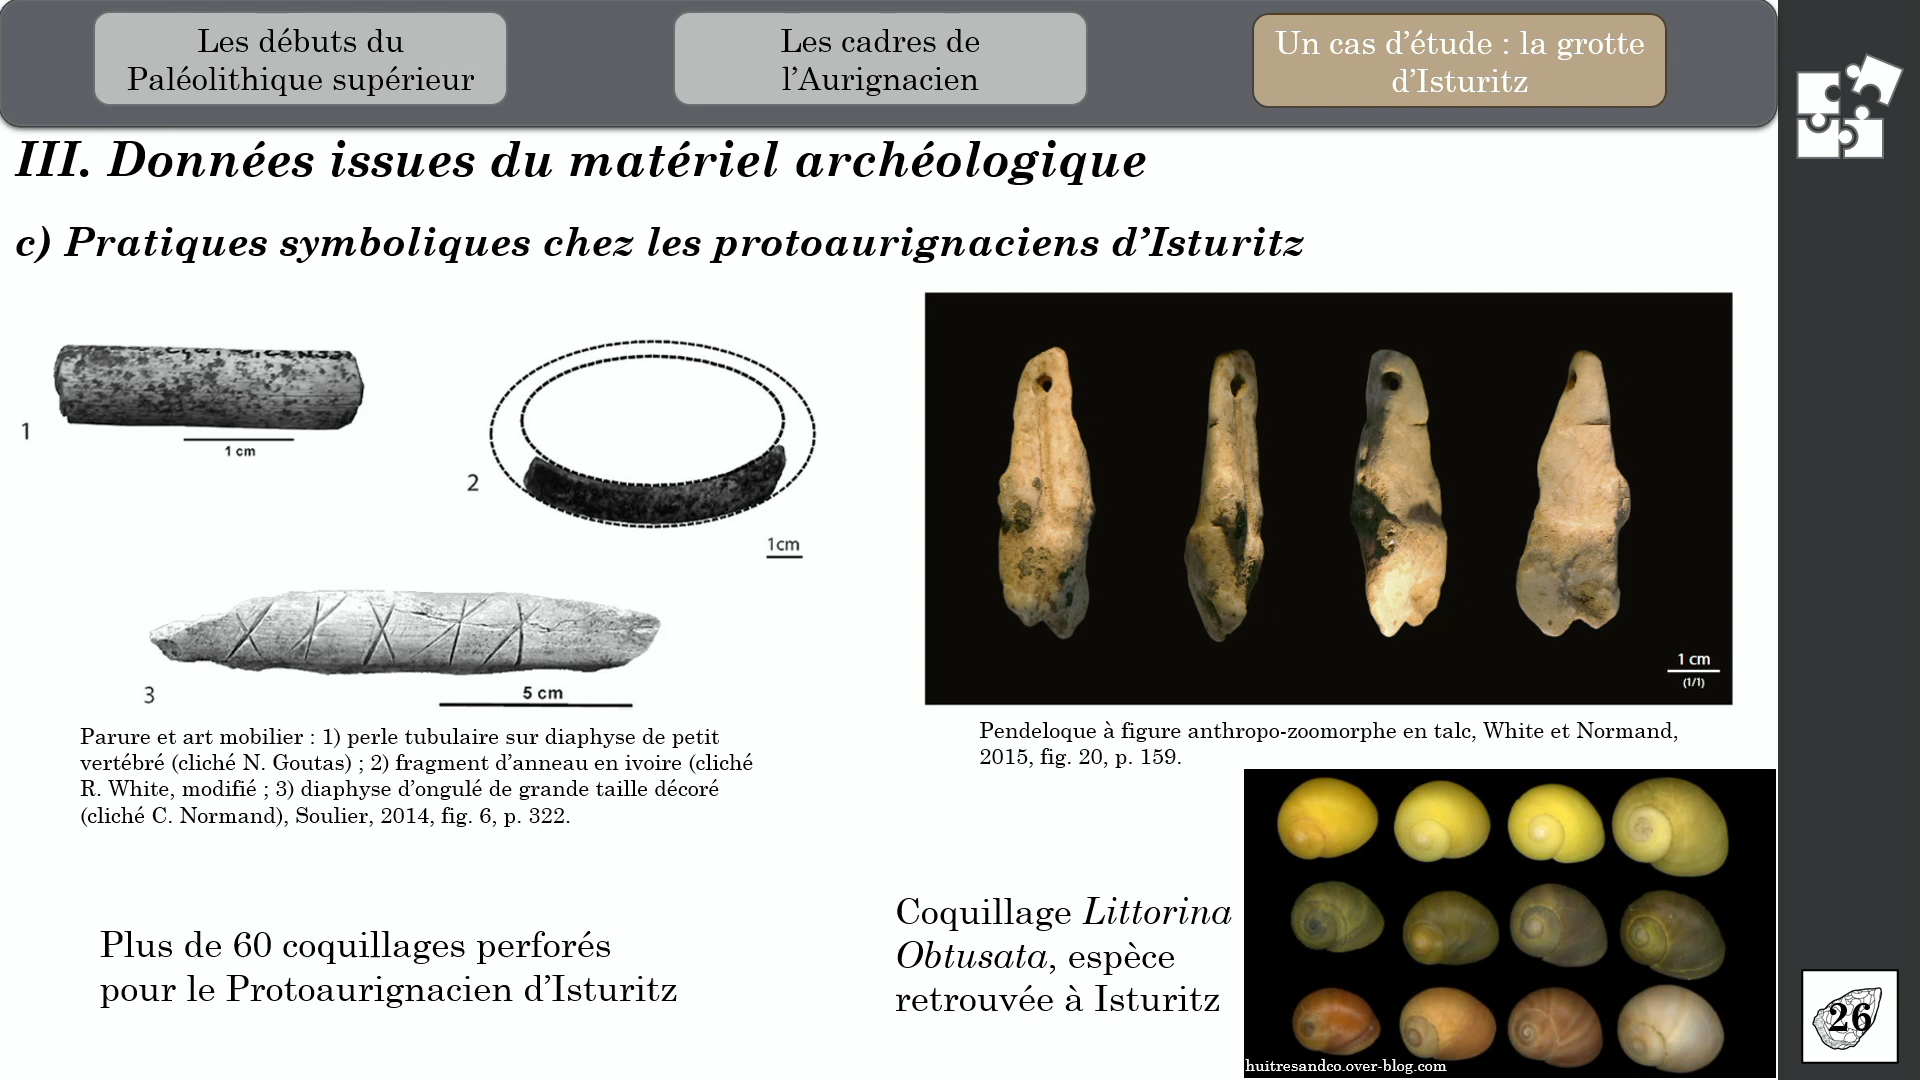 Les débuts du
Paléolithique supérieur
Les cadres de
l’Aurignacien
Un cas d’étude : la grotte
d’Isturitz
III. Données issues du matériel archéologique
c) Pratiques symboliques chez les protoaurignaciens d’Isturitz
1
1 cm
2
1cm
3
5 cm
Parure et art mobilier : 1) perle tubulaire sur diaphyse de petit
vertébré (cliché N. Goutas) ; 2) fragment d’anneau en ivoire (cliché
R. White, modifié ; 3) diaphyse d’ongulé de grande taille décoré
(cliché C. Normand), Soulier, 2014, fig. 6, p. 322.
1 cm
(1/1)
Pendeloque à figure anthropo-zoomorphe en talc, White et Normand,
2015, fig. 20, p. 159.
Plus de 60 coquillages perforés
pour le Protoaurignacien d’Isturitz
Coquillage Littorina
Obtusata, espèce
retrouvée à Isturitz
huitresandco.over-blog.com
26